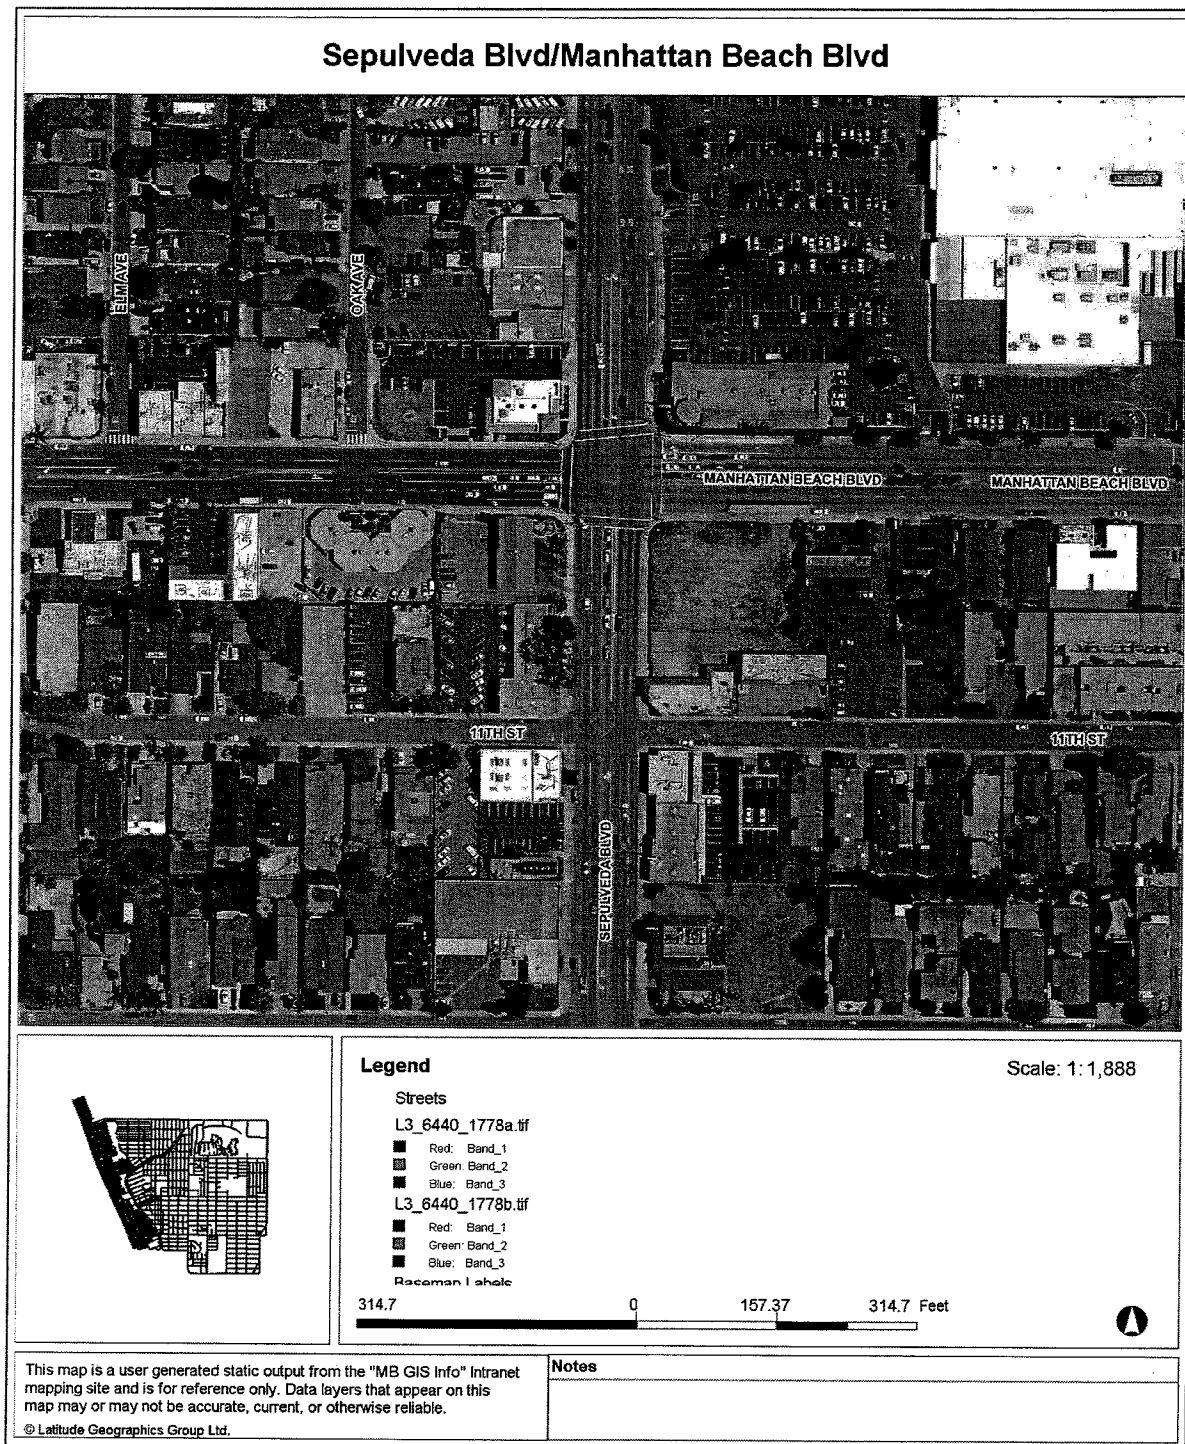 Sepulveda Blvd/Manhattan Beach Blvd
ELM AVE
OAK AVE
MANHATTAN BEACH BLVD
MANHATTAN BEACH BLVD
11TH ST
11TH ST
SEPULVEDA BLVD
Legend
Scale: 1:1,888
Streets
L3_6440_1778a.tif
Red: Band_1
Green: Band_2
Blue: Band_3
L3_6440_1778b.tif
Red: Band_1
Green: Band_2
Blue: Band_3
Basemap Labels
314.7 0 157.37 314.7 Feet
This map is a user generated static output from the "MB GIS Info" Intranet
mapping site and is for reference only. Data layers that appear on this
map may or may not be accurate, current, or otherwise reliable.
© Latitude Geographics Group Ltd.
Notes